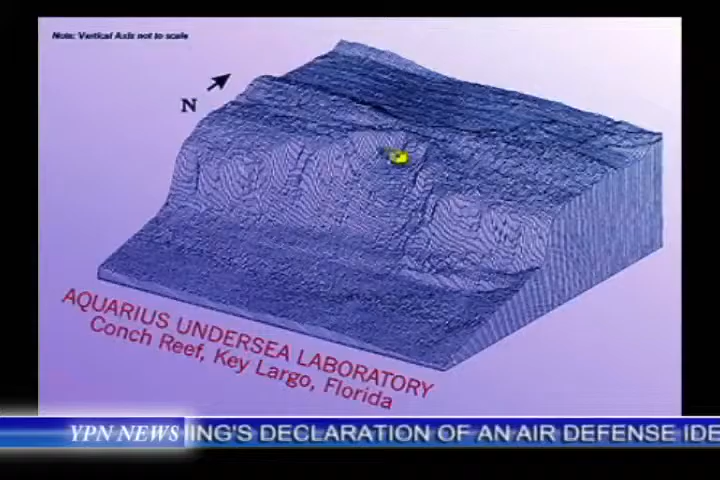 Note: Vertical Axis not to scale
N
AQUARIUS UNDERSEA LABORATORY
Conch Reef, Key Largo, Florida
YPN NEWS
ING'S DECLARATION OF AN AIR DEFENSE IDE